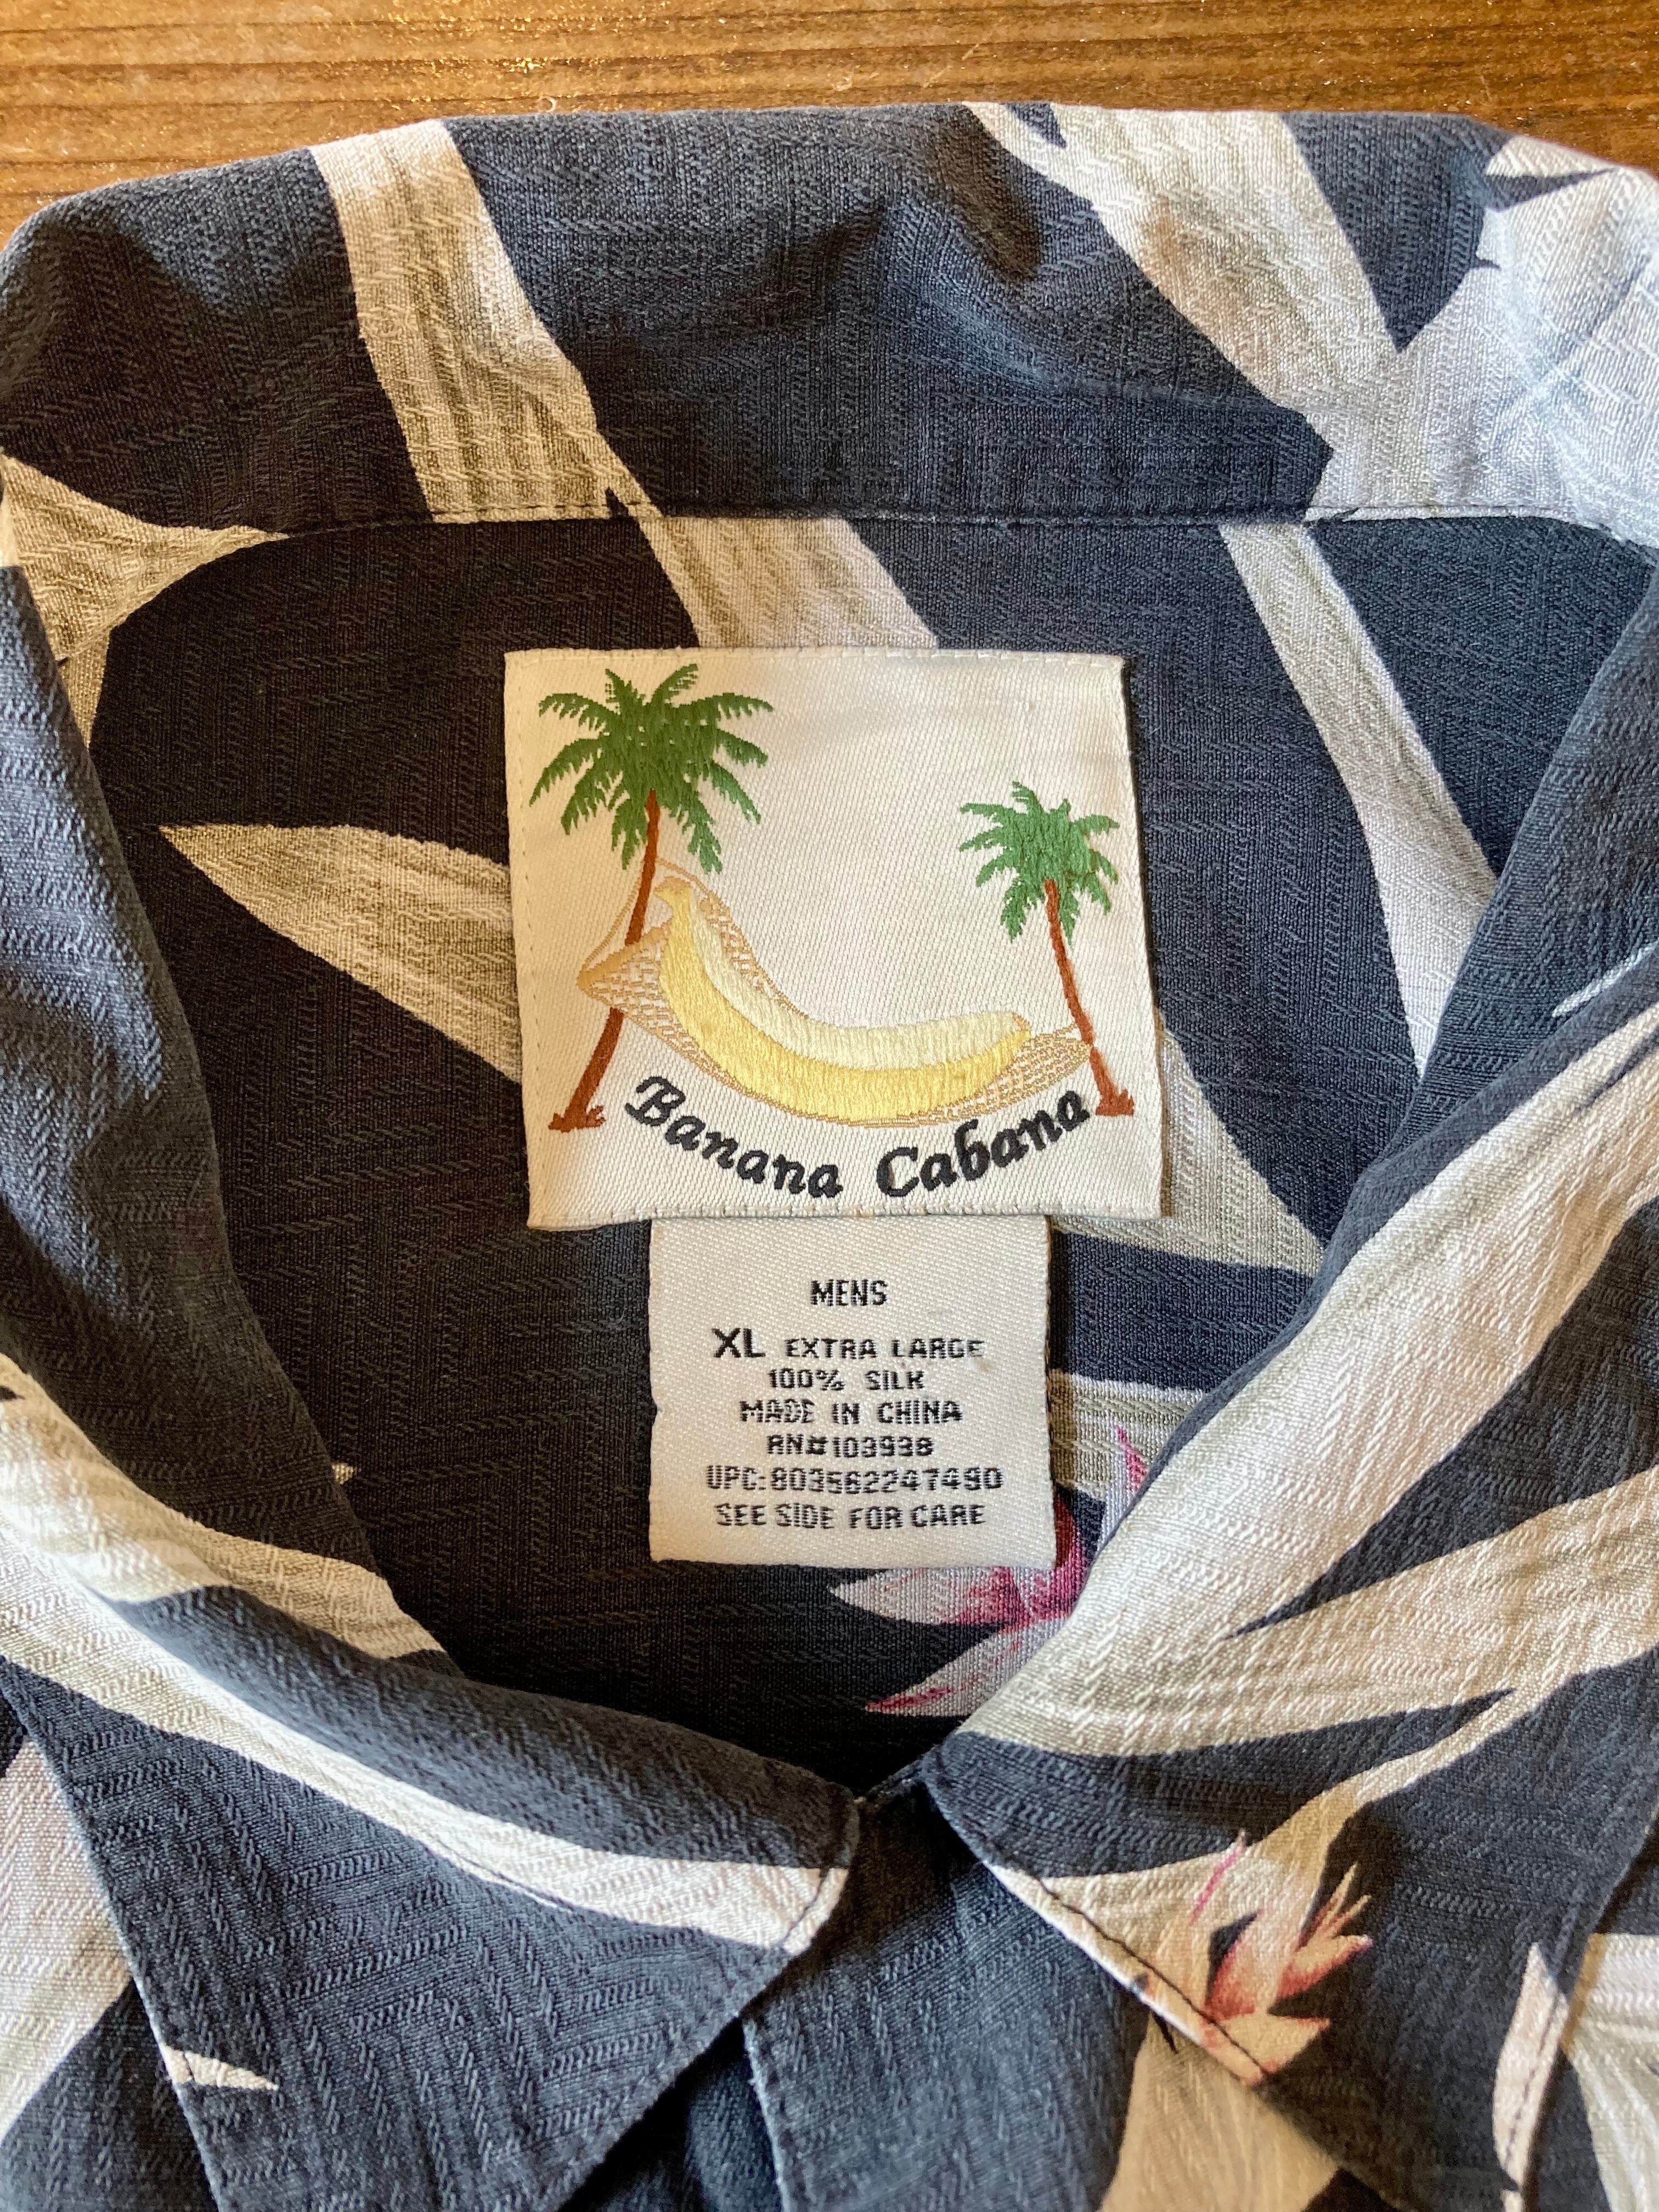 Banana Cabana
MENS
XL EXTRA LARGE
100% SILK
MADE IN CHINA
RN#103938
UPC:803562247490
SEE SIDE FOR CARE